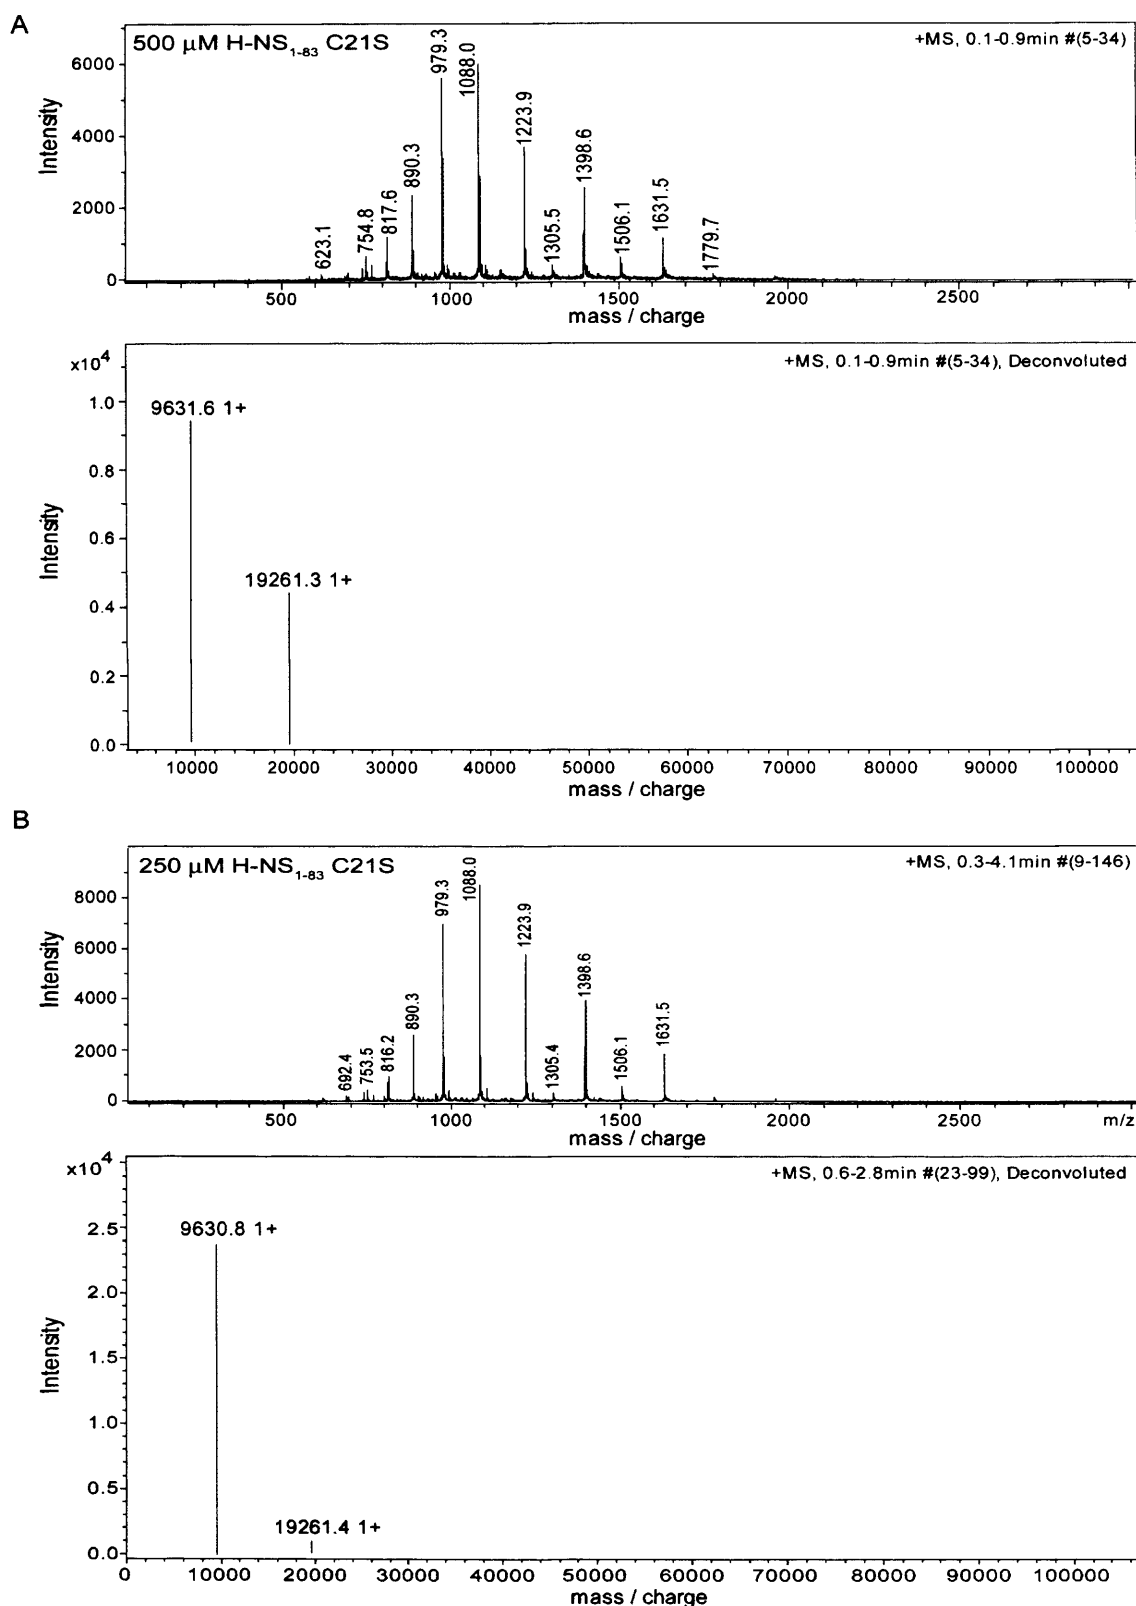 A
500 µM H-NS1-83 C21S
+MS, 0.1-0.9min #(5-34)
979.3
1088.0
6000
1223.9
4000
1398.6
890.3
817.6
1631.5
754.8
1305.5
1506.1
1779.7
623.1
2000
0
Intensity
500 1000 1500 2000 2500
mass / charge
x10^4
+MS, 0.1-0.9min #(5-34), Deconvoluted
9631.6 1+
1.0
0.8
0.6
19261.3 1+
0.4
0.2
0.0
Intensity
10000 20000 30000 40000 50000 60000 70000 80000 90000 100000
mass / charge
B
250 µM H-NS1-83 C21S
+MS, 0.3-4.1min #(9-146)
979.3
1088.0
8000
1223.9
6000
1398.6
4000
890.3
1631.5
692.4
753.5
816.2
1305.4
1506.1
2000
0
Intensity
500 1000 1500 2000 2500 m/z
mass / charge
x10^4
+MS, 0.6-2.8min #(23-99), Deconvoluted
2.5
9630.8 1+
2.0
1.5
1.0
0.5
19261.4 1+
0.0
Intensity
0 10000 20000 30000 40000 50000 60000 70000 80000 90000 100000
mass / charge